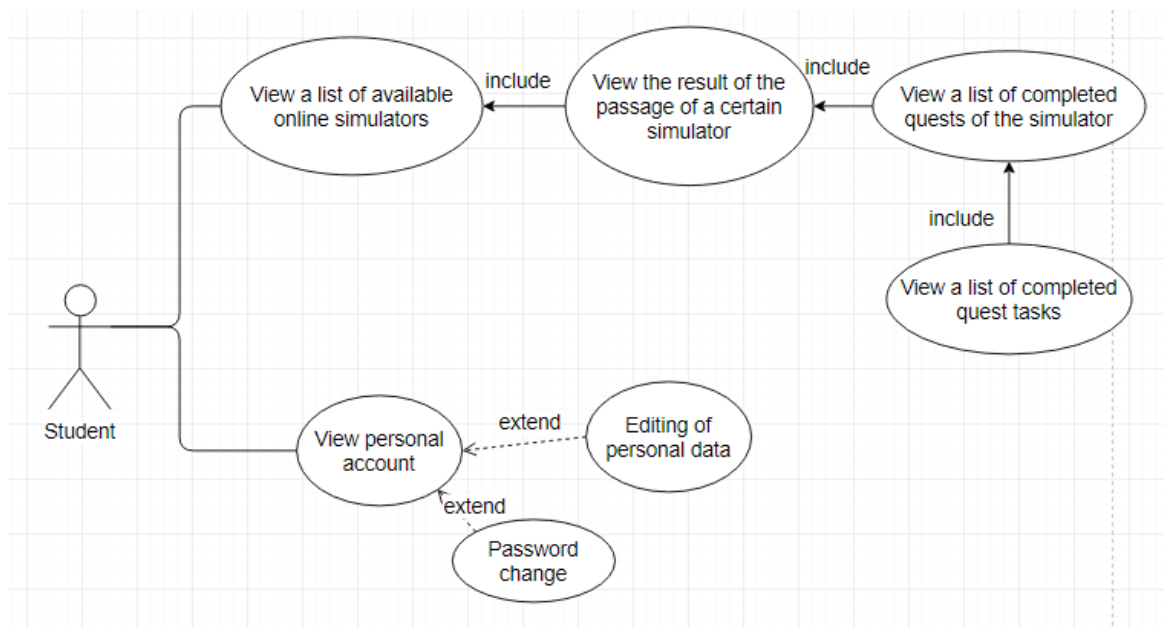 View a list of available
online simulators
include
View the result of the
passage of a certain
simulator
include
View a list of completed
quests of the simulator
include
View a list of completed
quest tasks
Student
View personal
account
extend
Editing of
personal data
extend
Password
change